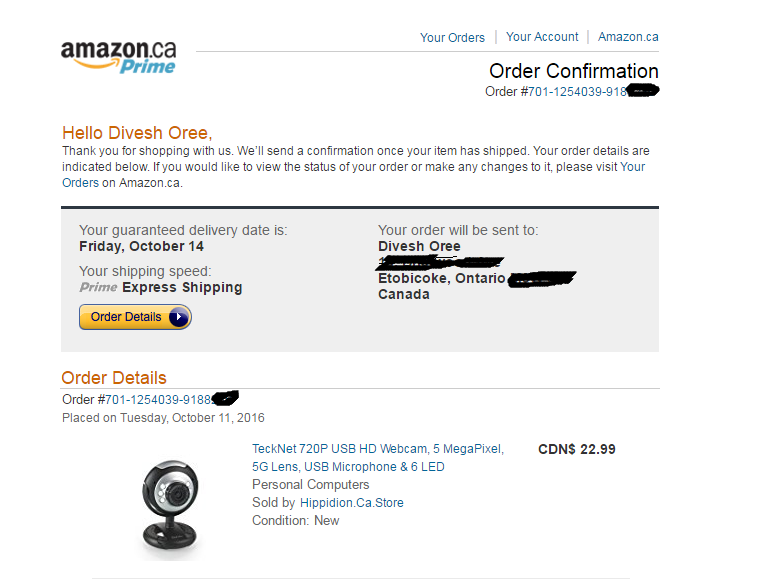 Your Orders | Your Account | Amazon.ca
amazon.ca
Prime
Order Confirmation
Order #701-1254039-918
Hello Divesh Oree,
Thank you for shopping with us. We'll send a confirmation once your item has shipped. Your order details are
indicated below. If you would like to view the status of your order or make any changes to it, please visit Your
Orders on Amazon.ca.
Your guaranteed delivery date is:
Friday, October 14
Your shipping speed:
Prime Express Shipping
Order Details
Your order will be sent to:
Divesh Oree
Etobicoke, Ontario
Canada
Order Details
Order #701-1254039-9188
Placed on Tuesday, October 11, 2016
TeckNet 720P USB HD Webcam, 5 MegaPixel,
5G Lens, USB Microphone & 6 LED
Personal Computers
Sold by Hippidion.Ca.Store
Condition: New
CDN$ 22.99